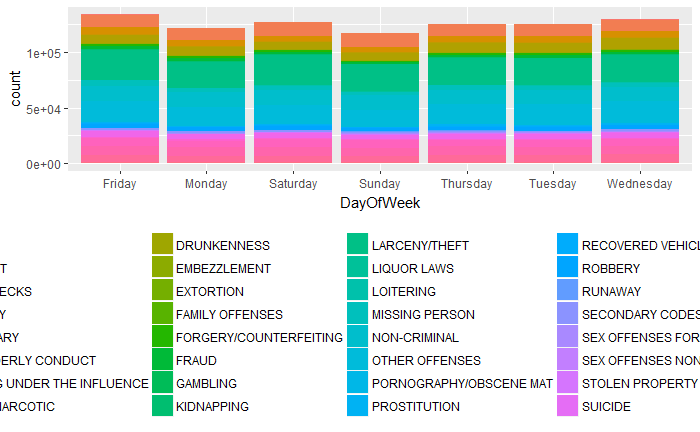 1e+05
5e+04
0e+00
count
Friday Monday Saturday Sunday Thursday Tuesday Wednesday
DayOfWeek
DRUNKENNESS LARCENY/THEFT RECOVERED VEHICL
T EMBEZZLEMENT LIQUOR LAWS ROBBERY
ECKS EXTORTION LOITERING RUNAWAY
Y FAMILY OFFENSES MISSING PERSON SECONDARY CODES
ARY FORGERY/COUNTERFEITING NON-CRIMINAL SEX OFFENSES FOR
ERLY CONDUCT FRAUD OTHER OFFENSES SEX OFFENSES NON
G UNDER THE INFLUENCE GAMBLING PORNOGRAPHY/OBSCENE MAT STOLEN PROPERTY
NARCOTIC KIDNAPPING PROSTITUTION SUICIDE